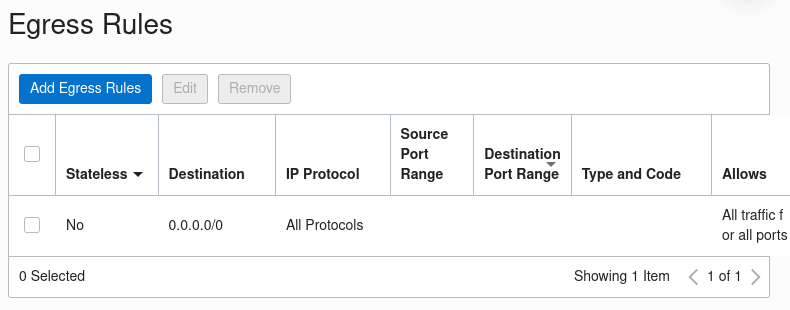 Egress Rules
Add Egress Rules Edit Remove
Stateless Destination IP Protocol Source Port Range Destination Port Range Type and Code Allows
No 0.0.0.0/0 All Protocols All traffic f
or all ports
0 Selected Showing 1 Item 1 of 1